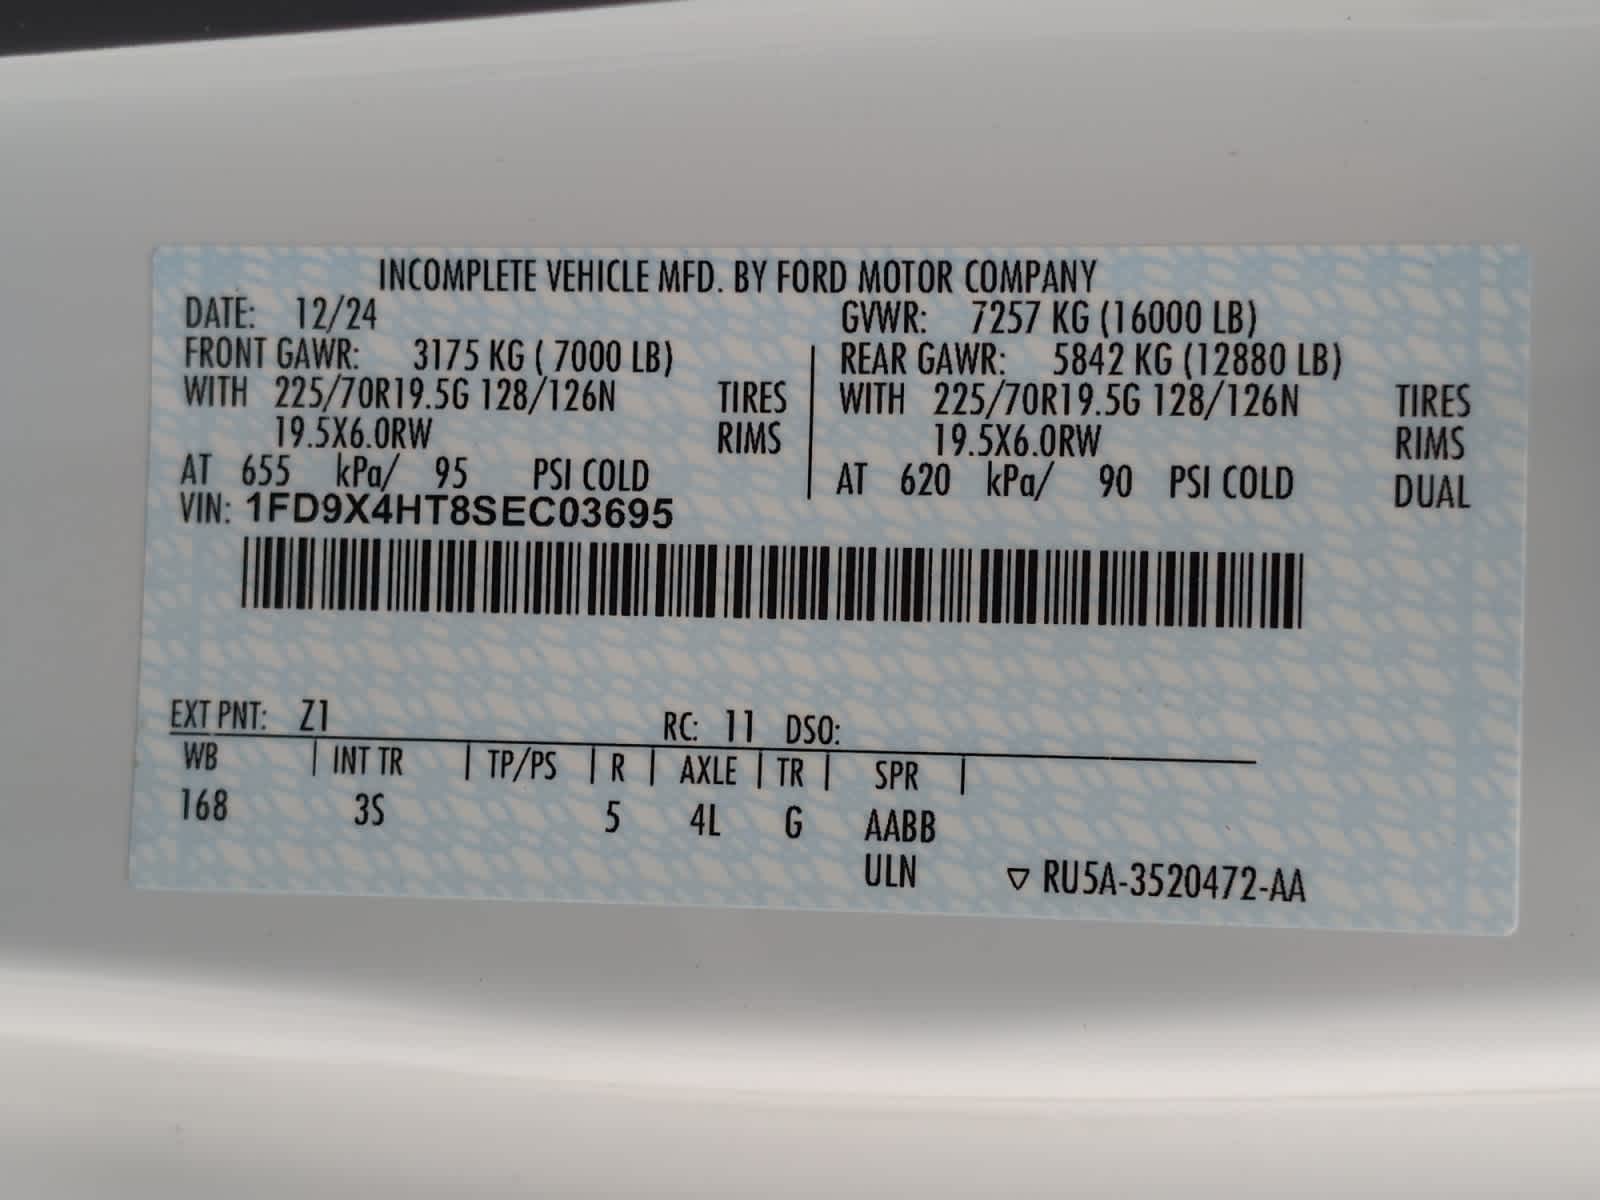 INCOMPLETE VEHICLE MFD. BY FORD MOTOR COMPANY
DATE: 12/24 GVWR: 7257 KG (16000 LB)
FRONT GAWR: 3175 KG ( 7000 LB) REAR GAWR: 5842 KG (12880 LB)
WITH 225/70R19.5G 128/126N TIRES WITH 225/70R19.5G 128/126N TIRES
19.5X6.0RW RIMS 19.5X6.0RW RIMS
AT 655 kPa/ 95 PSI COLD AT 620 kPa/ 90 PSI COLD DUAL
VIN: 1FD9X4HT8SEC03695
EXT PNT: Z1 RC: 11 DSO:
WB | INT TR | TP/PS | R | AXLE | TR | SPR |
168 3S 5 4L G AABB
ULN ▽ RU5A-3520472-AA